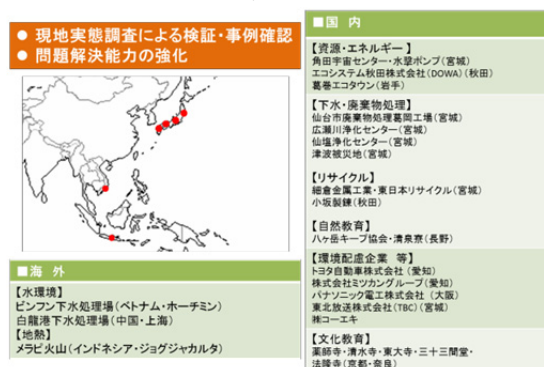 ● 現地実態調査による検証・事例確認
● 問題解決能力の強化
■海 外
【水環境】
ビンフン下水処理場(ベトナム・ホーチミン)
白龍港下水処理場(中国・上海)
【地熱】
メラピ火山(インドネシア・ジョグジャカルタ)
■国 内
【資源・エネルギー】
角田宇宙センター・水撃ポンプ(宮城)
エコシステム秋田株式会社(DOWA)(秋田)
葛巻エコタウン(岩手)
【下水・廃棄物処理】
仙台市廃棄物処理葛岡工場(宮城)
広瀬川浄化センター(宮城)
仙塩浄化センター(宮城)
津波被災地(宮城)
【リサイクル】
細倉金属工業・東日本リサイクル(宮城)
小坂製錬(秋田)
【自然教育】
八ヶ岳キープ協会・清泉寮(長野)
【環境配慮企業 等】
トヨタ自動車株式会社(愛知)
株式会社ミツカングループ(愛知)
パナソニック電工株式会社(大阪)
東北放送株式会社(TBC)(宮城)
㈱コーエキ
【文化教育】
薬師寺・清水寺・東大寺・三十三間堂・
法隆寺(京都・奈良)